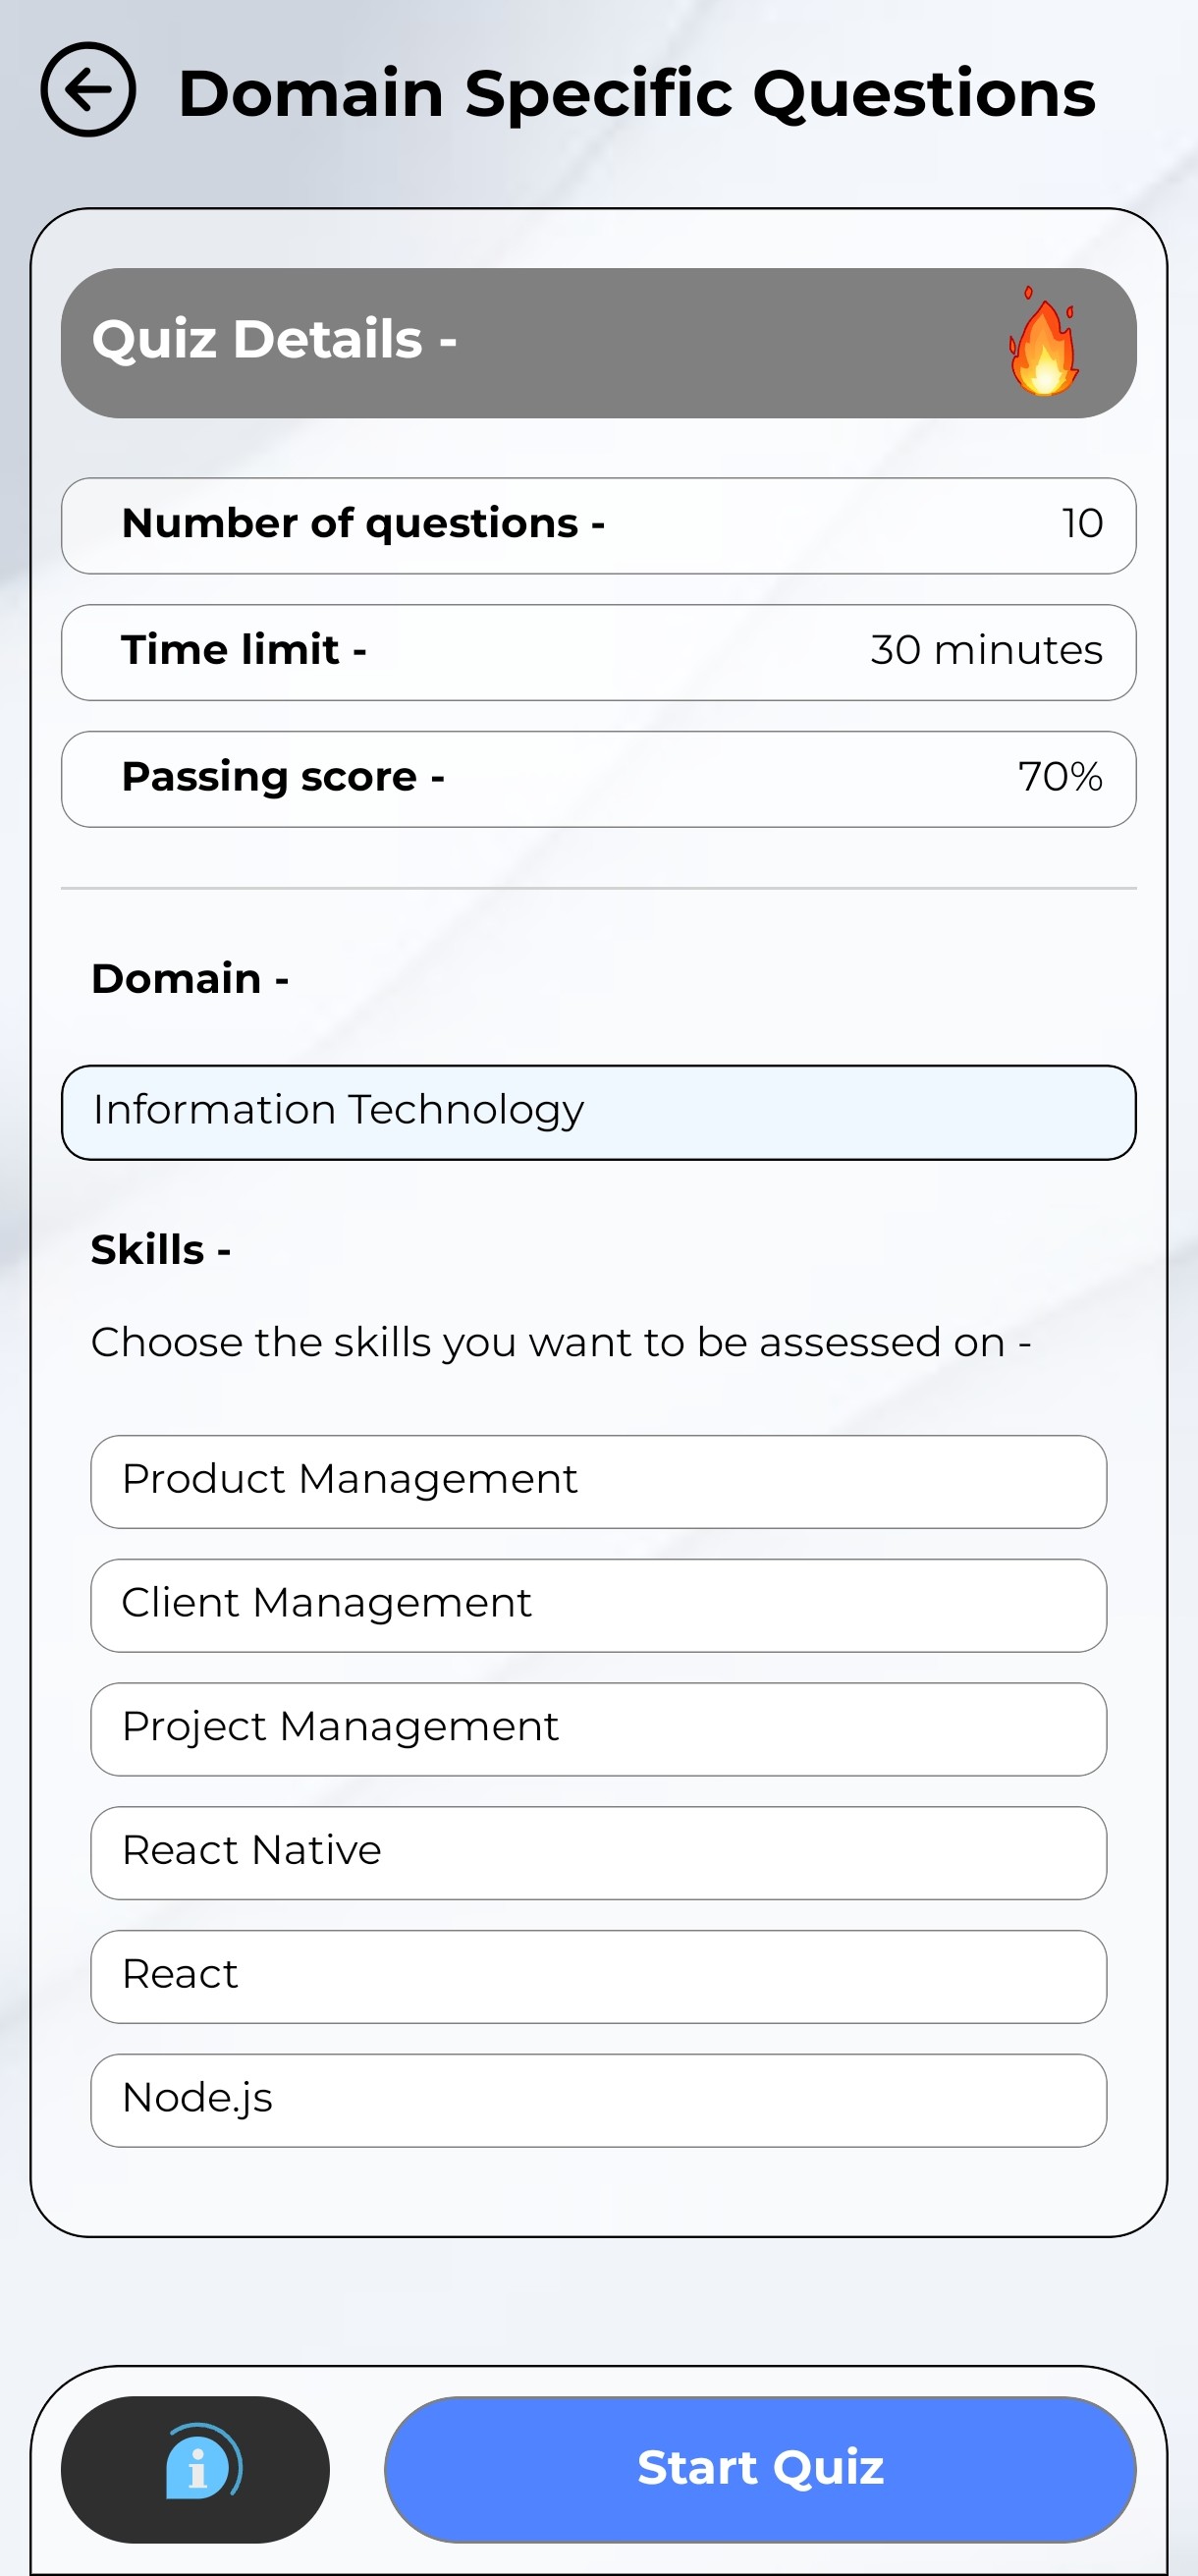 Domain Specific Questions
Quiz Details -
Number of questions - 10
Time limit - 30 minutes
Passing score - 70%
Domain -
Information Technology
Skills -
Choose the skills you want to be assessed on -
Product Management
Client Management
Project Management
React Native
React
Node.js
i
Start Quiz